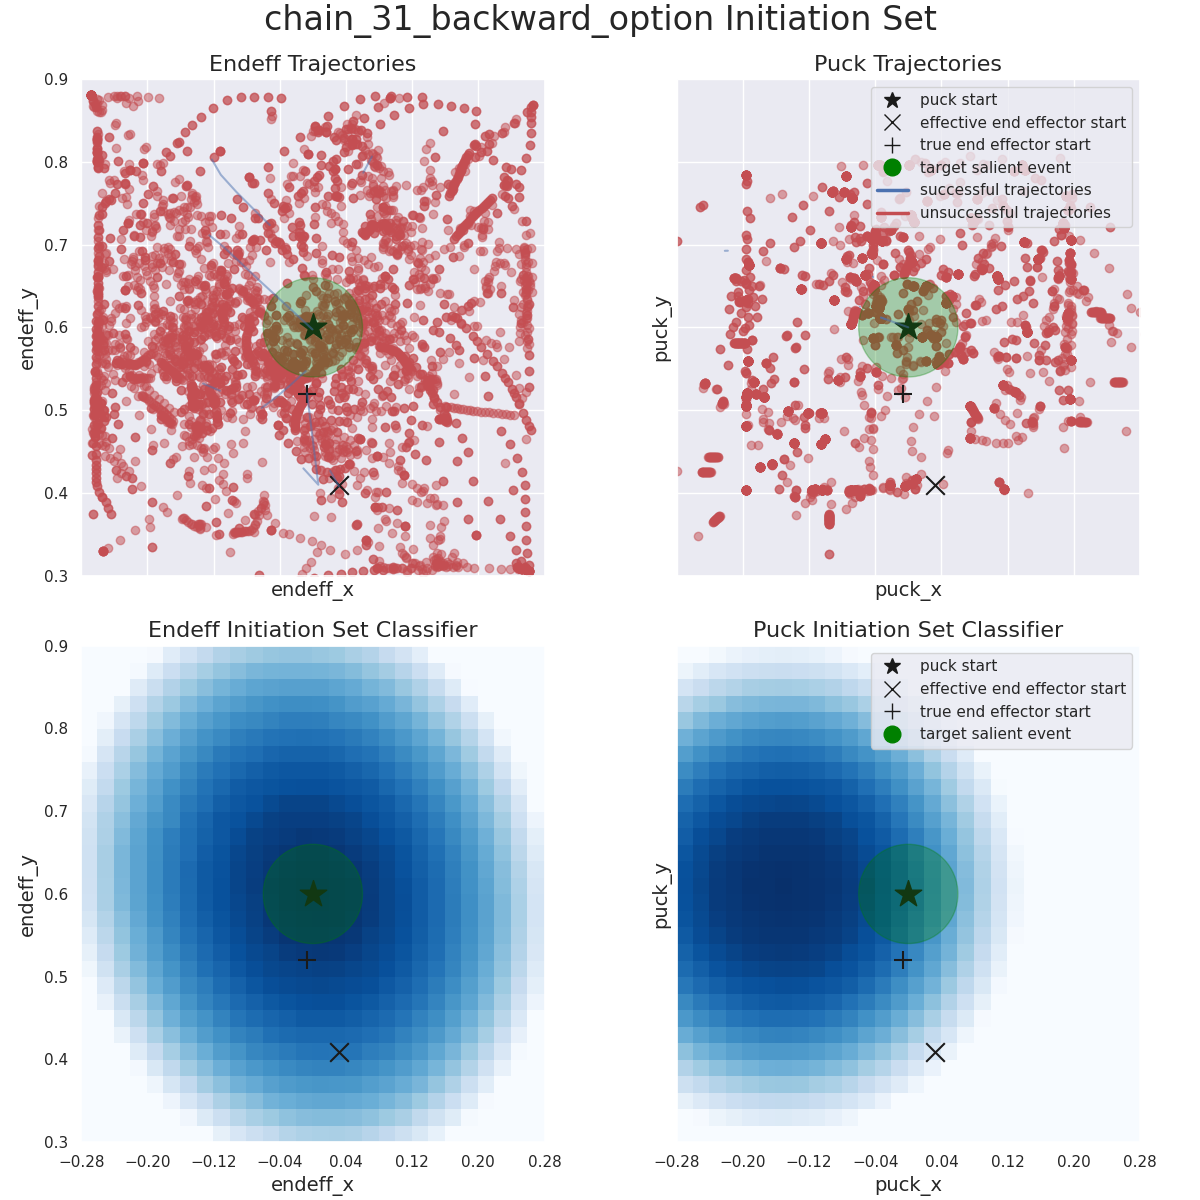 chain_31_backward_option Initiation Set
Endeff Trajectories
0.9
0.8
0.7
0.6
0.5
0.4
0.3
endeff_y
endeff_x
Puck Trajectories
puck start
effective end effector start
true end effector start
target salient event
successful trajectories
unsuccessful trajectories
puck_y
puck_x
Endeff Initiation Set Classifier
0.9
0.8
0.7
0.6
0.5
0.4
0.3
endeff_y
−0.28 −0.20 −0.12 −0.04 0.04 0.12 0.20 0.28
endeff_x
Puck Initiation Set Classifier
puck start
effective end effector start
true end effector start
target salient event
puck_y
−0.28 −0.20 −0.12 −0.04 0.04 0.12 0.20 0.28
puck_x